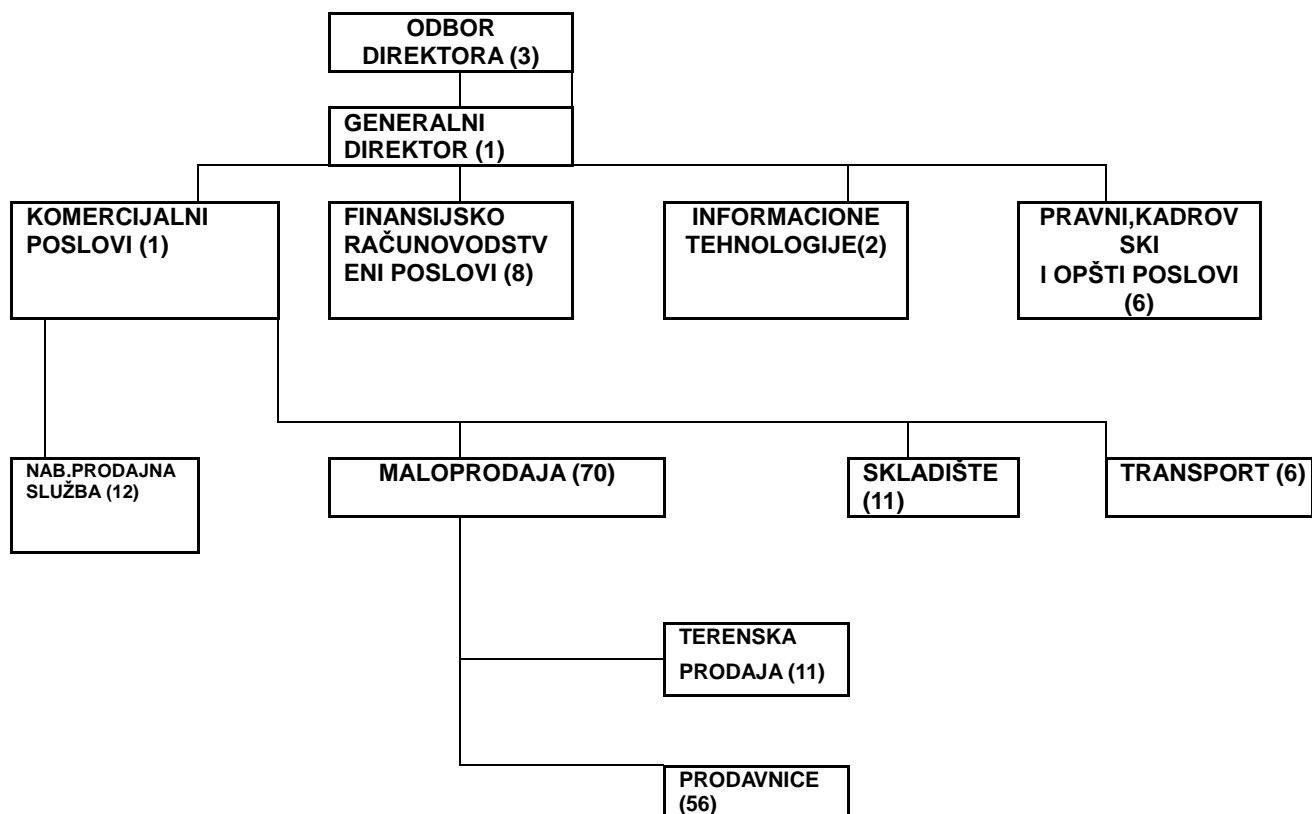 ODBOR
DIREKTORA (3)
GENERALNI
DIREKTOR (1)
KOMERCIJALNI
POSLOVI (1)
FINANSIJSKO
RAČUNOVODSTV
ENI POSLOVI (8)
INFORMACIONE
TEHNOLOGIJE(2)
PRAVNI,KADROV
SKI
I OPŠTI POSLOVI
(6)
NAB.PRODAJNA
SLUŽBA (12)
MALOPRODAJA (70)
SKLADIŠTE
(11)
TRANSPORT (6)
TERENSKA
PRODAJA (11)
PRODAVNICE
(56)